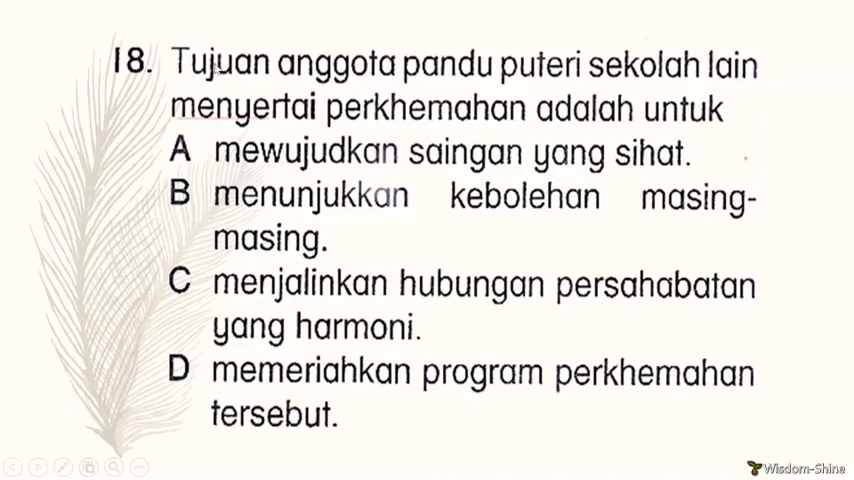 18. Tujuan anggota pandu puteri sekolah lain
menyertai perkhemahan adalah untuk
A mewujudkan saingan yang sihat.
B menunjukkan kebolehan masing-
masing.
C menjalinkan hubungan persahabatan
yang harmoni.
D memeriahkan program perkhemahan
tersebut.
Wisdom-Shine